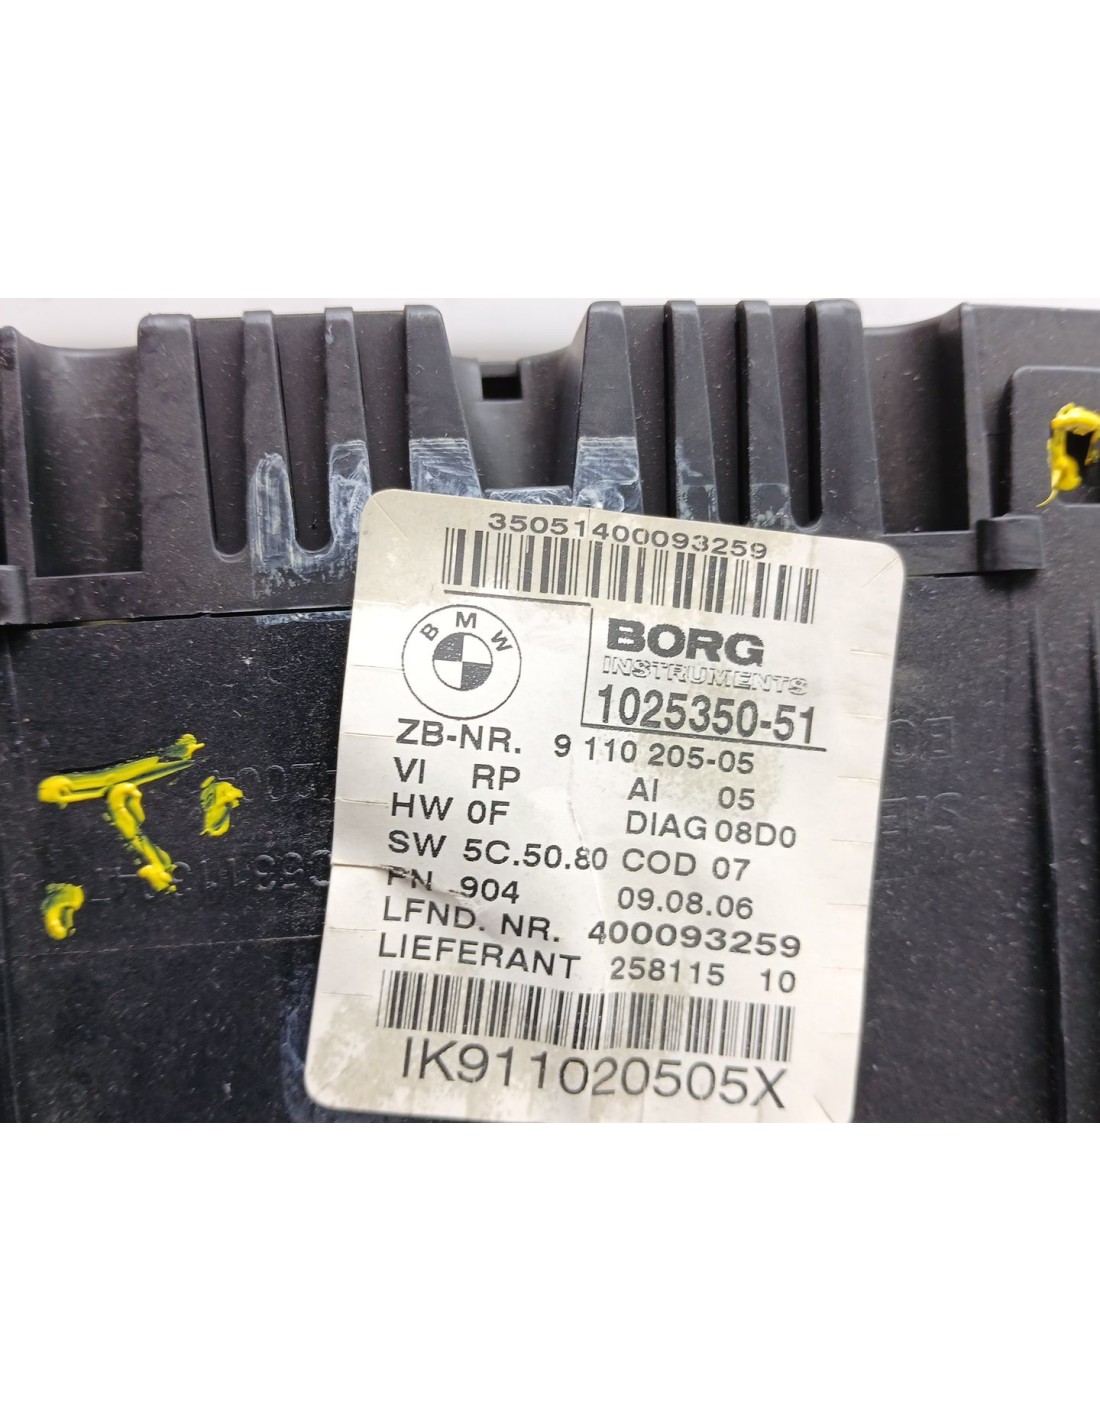 35051400093259
BMW
BORG
INSTRUMENTS
1025350-51
ZB-NR. 9 110 205-05
VI RP AI 05
HW 0F DIAG 08D0
SW 5C.50.80 COD 07
PN 904 09.08.06
LFND. NR. 400093259
LIEFERANT 258115 10
IK911020505X